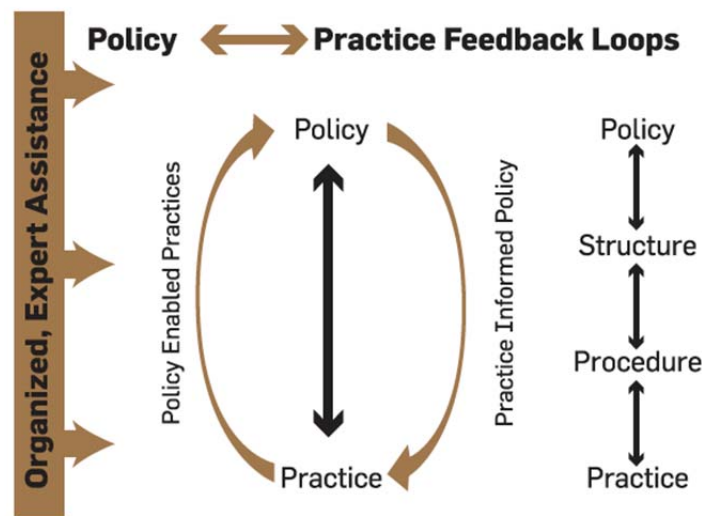 Organized, Expert Assistance
Policy
Practice Feedback Loops
Policy Enabled Practices
Policy
Practice
Practice Informed Policy
Policy
Structure
Procedure
Practice